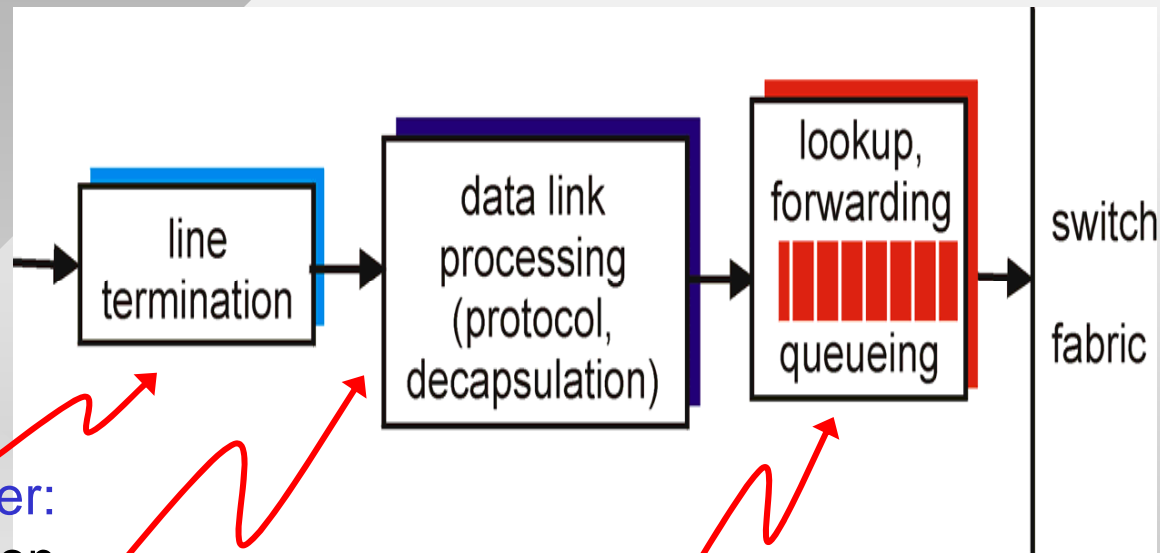 line
termination
data link
processing
(protocol,
decapsulation)
lookup,
forwarding
queueing
switch
fabric
er: